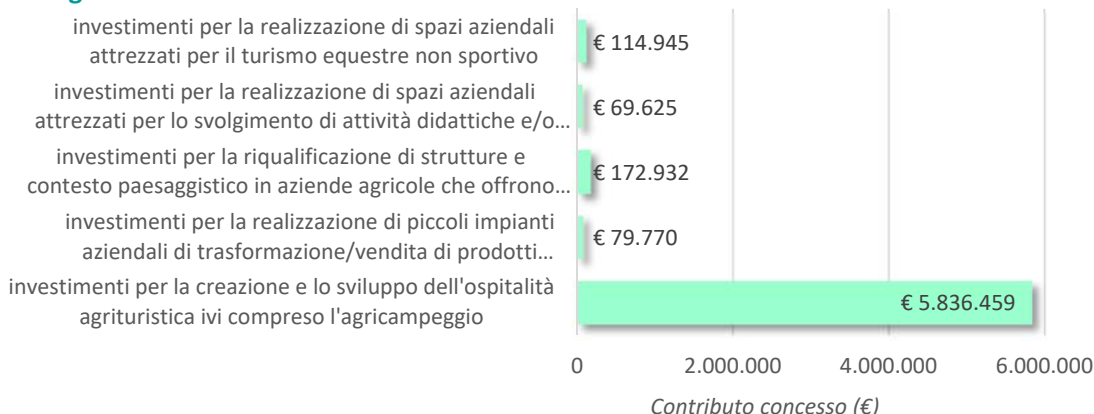 investimenti per la realizzazione di spazi aziendali
attrezzati per il turismo equestre non sportivo
€ 114.945
investimenti per la realizzazione di spazi aziendali
attrezzati per lo svolgimento di attività didattiche e/o...
€ 69.625
investimenti per la riqualificazione di strutture e
contesto paesaggistico in aziende agricole che offrono...
€ 172.932
investimenti per la realizzazione di piccoli impianti
aziendali di trasformazione/vendita di prodotti...
€ 79.770
investimenti per la creazione e lo sviluppo dell'ospitalità
agrituristica ivi compreso l'agricampeggio
€ 5.836.459
0 2.000.000 4.000.000 6.000.000
Contributo concesso (€)